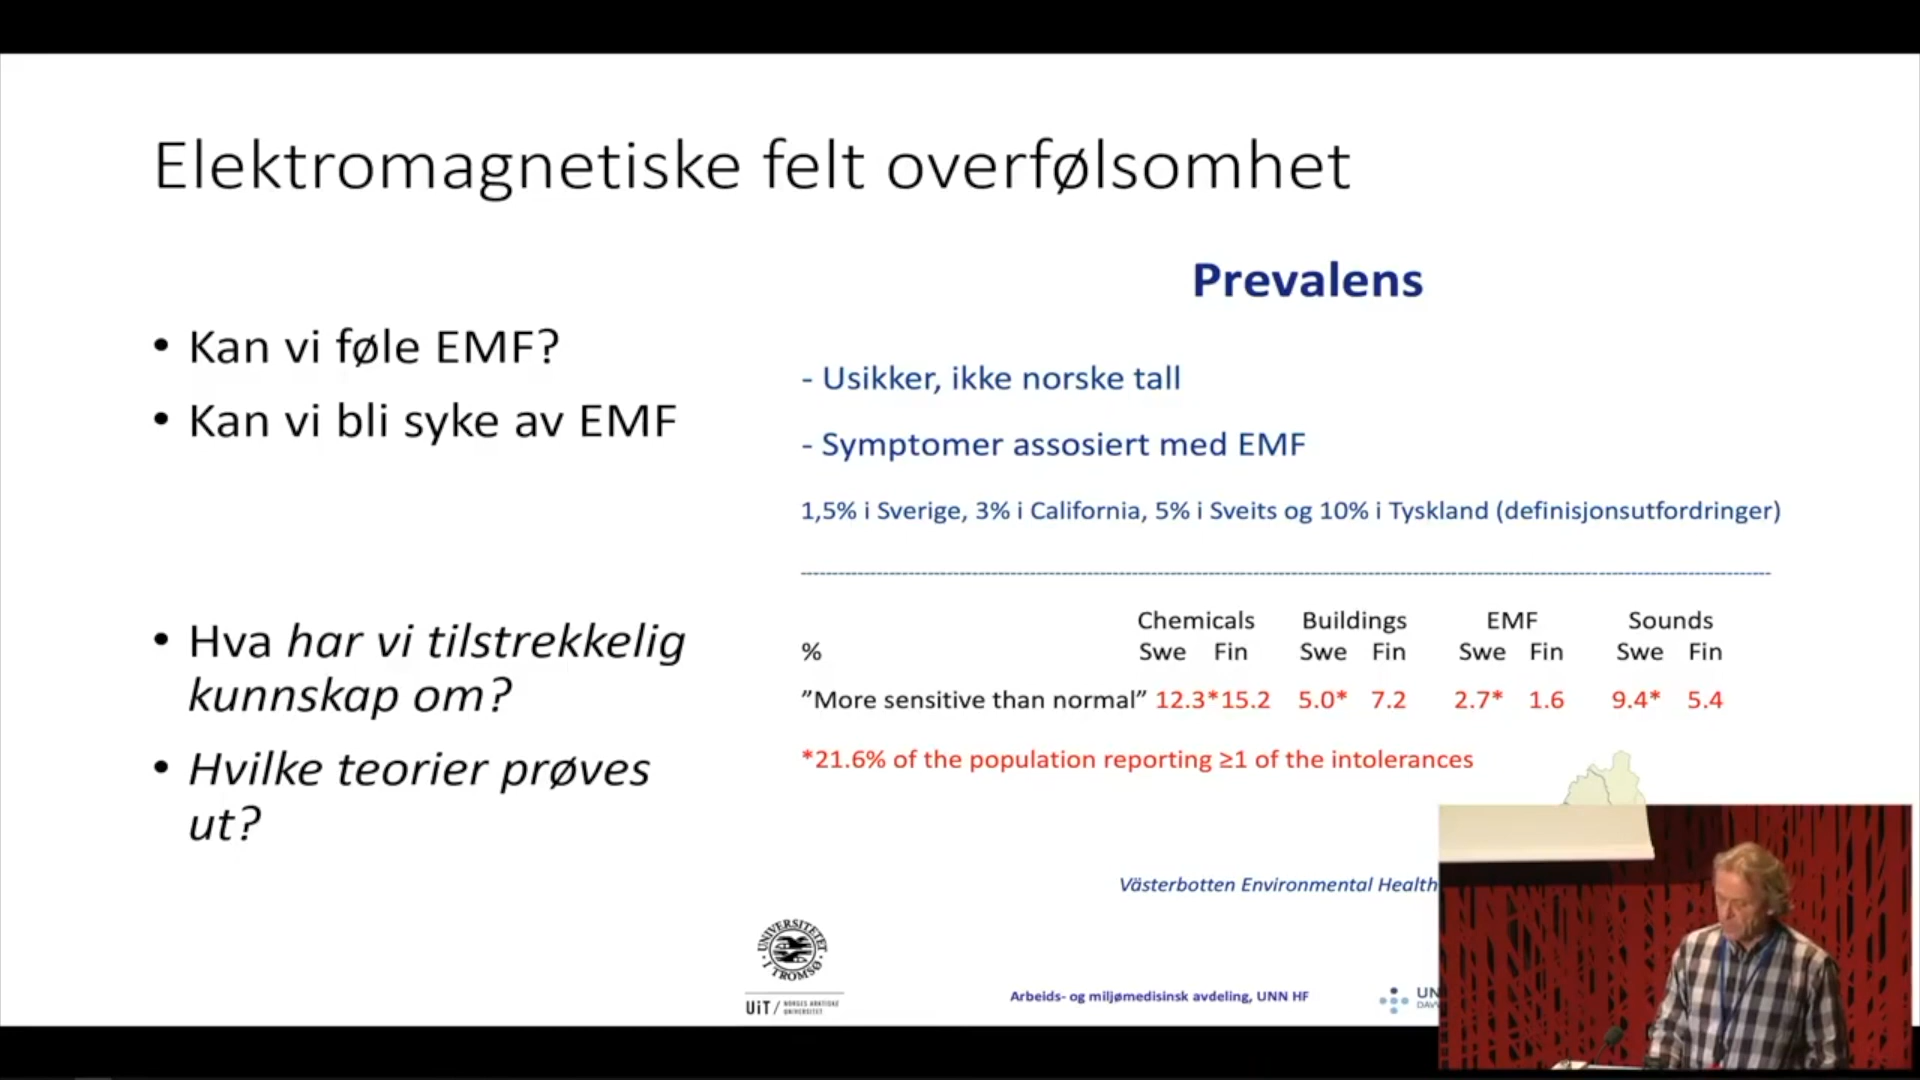 Elektromagnetiske felt overfølsomhet
Prevalens
• Kan vi føle EMF?
• Kan vi bli syke av EMF
• Hva har vi tilstrekkelig
kunnskap om?
• Hvilke teorier prøves
ut?
- Usikker, ikke norske tall
- Symptomer assosiert med EMF
1,5% i Sverige, 3% i California, 5% i Sveits og 10% i Tyskland (definisjonsutfordringer)
Chemicals Buildings EMF Sounds
% Swe Fin Swe Fin Swe Fin Swe Fin
”More sensitive than normal” 12.3*15.2 5.0* 7.2 2.7* 1.6 9.4* 5.4
*21.6% of the population reporting ≥1 of the intolerances
Västerbotten Environmental Health
UNIVERSITETET
I TROMSØ
UiT / NORGES ARKTISKE
UNIVERSITET
Arbeids- og miljømedisinsk avdeling, UNN HF